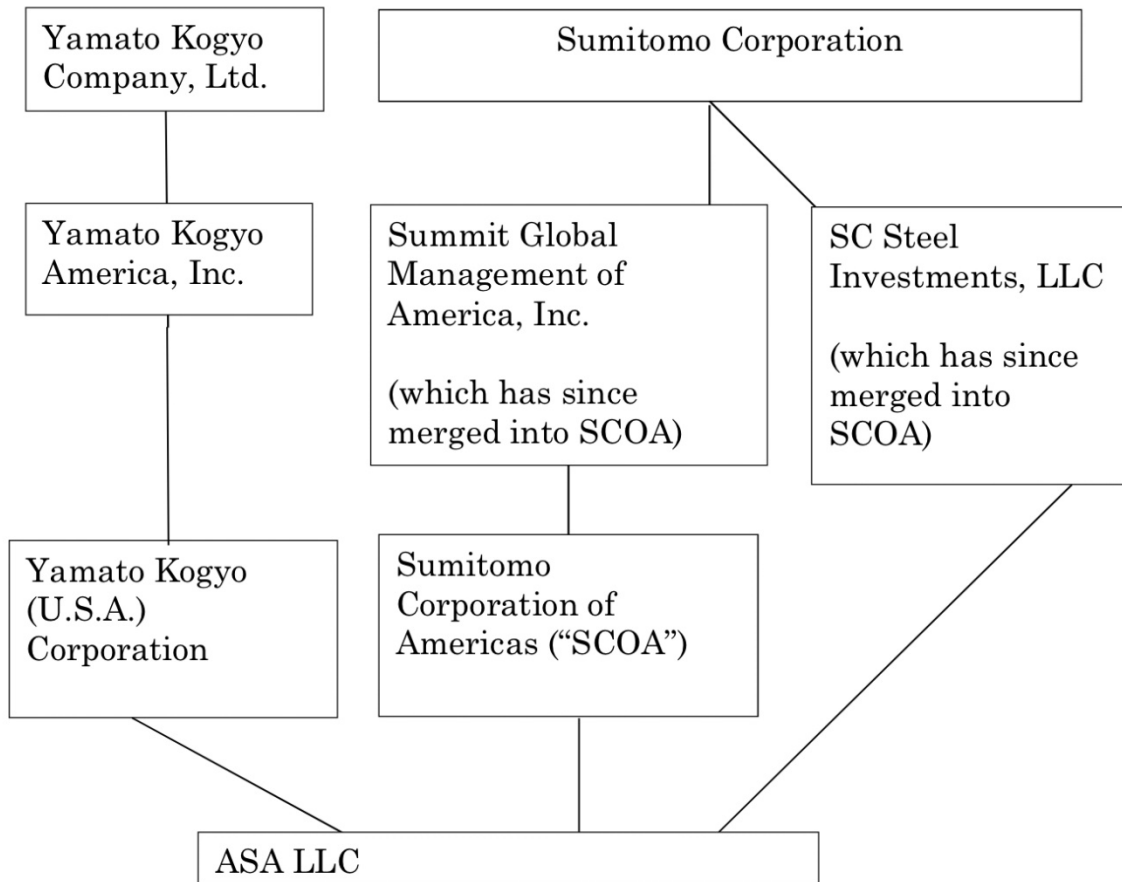 Yamato Kogyo
Company, Ltd.
Sumitomo Corporation
Yamato Kogyo
America, Inc.
Summit Global
Management of
America, Inc.
(which has since
merged into SCOA)
SC Steel
Investments, LLC
(which has since
merged into
SCOA)
Yamato Kogyo
(U.S.A.)
Corporation
Sumitomo
Corporation of
Americas (“SCOA”)
ASA LLC